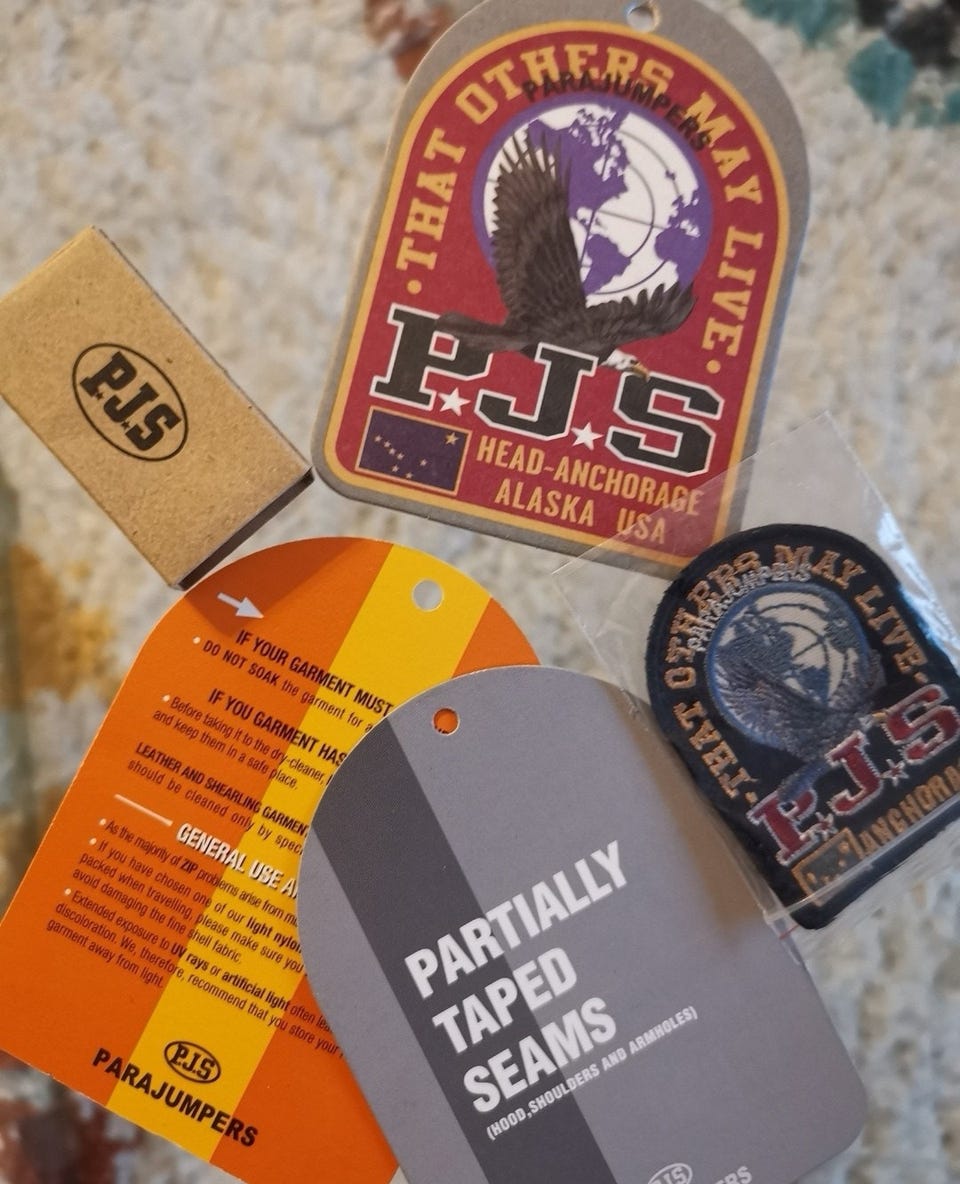 THAT OTHERS MAY LIVE
PARAJUMPERS
P.J.S
HEAD-ANCHORAGE
ALASKA USA
P.J.S
IF YOUR GARMENT MUST
DO NOT SOAK the garment for a
IF YOU GARMENT HAS
• Before taking it to the dry-cleaner,
and keep them in a safe place.
LEATHER AND SHEARLING GARMEN
should be cleaned only by spec
GENERAL USE A
• As the majority of ZIP problems arise from
• If you have chosen one of our light nylon
packed when travelling, please make sure you
avoid damaging the fine shell fabric.
• Extended exposure to UV rays or artificial light often
discoloration. We, therefore, recommend that you store your
garment away from light.
P.J.S
PARAJUMPERS
THAT OTHERS MAY LIVE
PARAJUMPERS
P.J.S
ANCHORA
PARTIALLY
TAPED
SEAMS
(HOOD,SHOULDERS AND ARMHOLES)
PJS
ERS